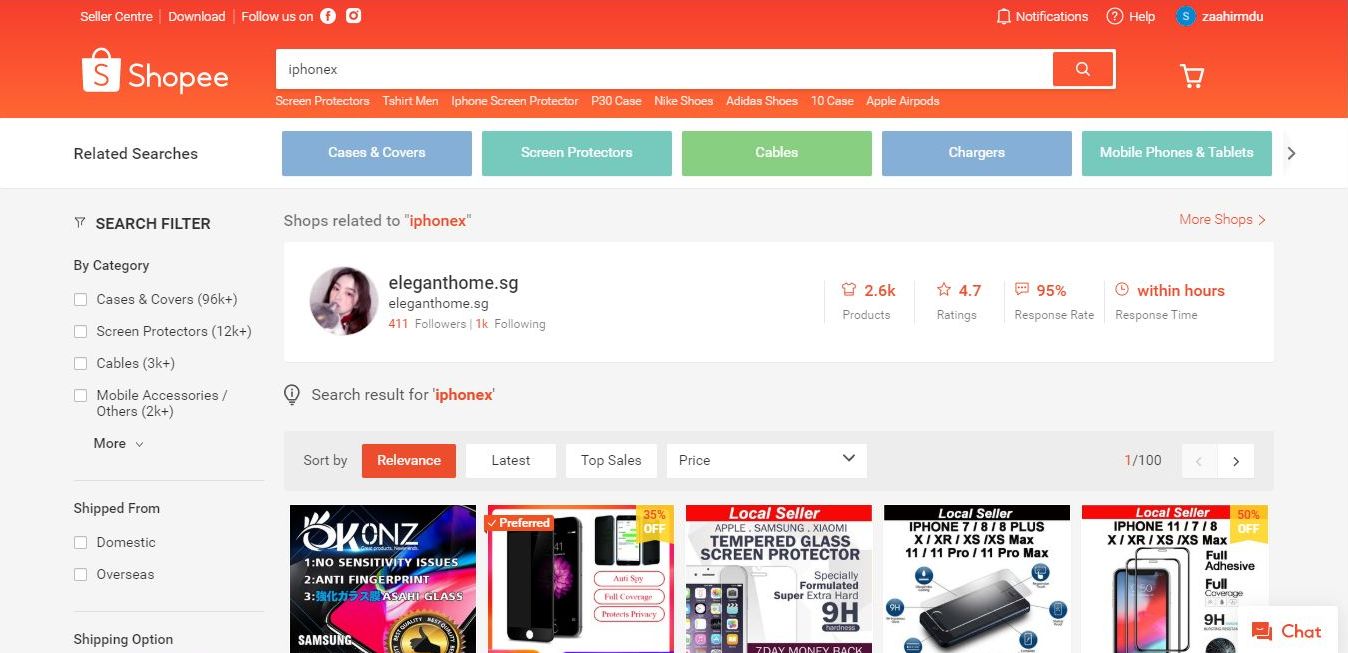 Seller Centre
Download
Follow us on
Notifications
Help
S
zaahirmdu
S
Shopee
iphonex
Screen Protectors
Tshirt Men
Iphone Screen Protector
P30 Case
Nike Shoes
Adidas Shoes
10 Case
Apple Airpods
Related Searches
Cases & Covers
Screen Protectors
Cables
Chargers
Mobile Phones & Tablets
SEARCH FILTER
By Category
Cases & Covers (96k+)
Screen Protectors (12k+)
Cables (3k+)
Mobile Accessories /
Others (2k+)
More
Shipped From
Domestic
Overseas
Shipping Option
Shops related to "iphonex"
More Shops
eleganthome.sg
eleganthome.sg
411 Followers | 1k Following
2.6k
Products
4.7
Ratings
95%
Response Rate
within hours
Response Time
Search result for 'iphonex'
Sort by
Relevance
Latest
Top Sales
Price
1/100
OKONZ
Great products. Nevenends.
1:NO SENSITIVITY ISSUES
2:ANTI FINGERPRINT
3:強化ガラス膜 ASAHI GLASS
SAMSUNG
BEST QUALITY
BEST QUALITY
Preferred
35%
OFF
Anti Spy
Full Coverage
Protects Privacy
Local Seller
APPLE . SAMSUNG . XIAOMI
TEMPERED GLASS
SCREEN PROTECTOR
Specially
Formulated
Super Extra Hard
9H
hardness
7DAY MONEY BACK
Local Seller
IPHONE 7 / 8 / 8 PLUS
X / XR / XS /XS Max
11 / 11 Pro / 11 Pro Max
9H
Local Seller
IPHONE 11 / 7 / 8
X / XR / XS /XS Max
50%
OFF
Full
Adhesive
Full
Coverage
9H
Chat